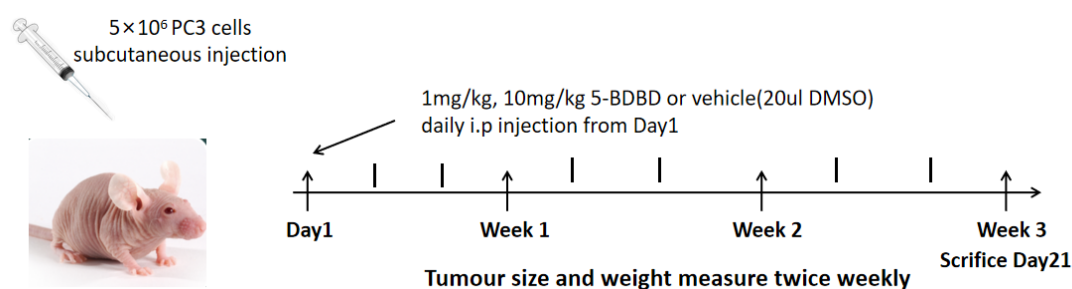 5×10⁶ PC3 cells
subcutaneous injection
1mg/kg, 10mg/kg 5-BDBD or vehicle(20ul DMSO)
daily i.p injection from Day1
Day1
Week 1
Week 2
Week 3
Scrifice Day21
Tumour size and weight measure twice weekly